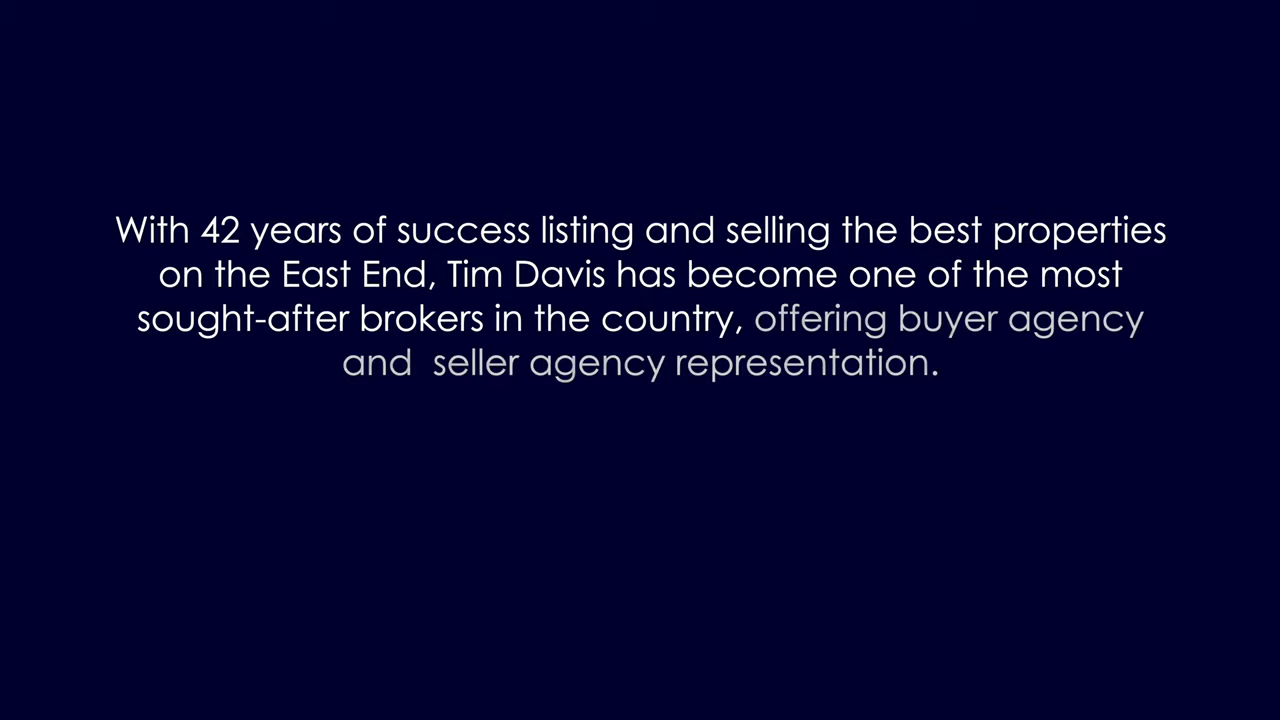 With 42 years of success listing and selling the best properties
on the East End, Tim Davis has become one of the most
sought-after brokers in the country, offering buyer agency
and  seller agency representation.